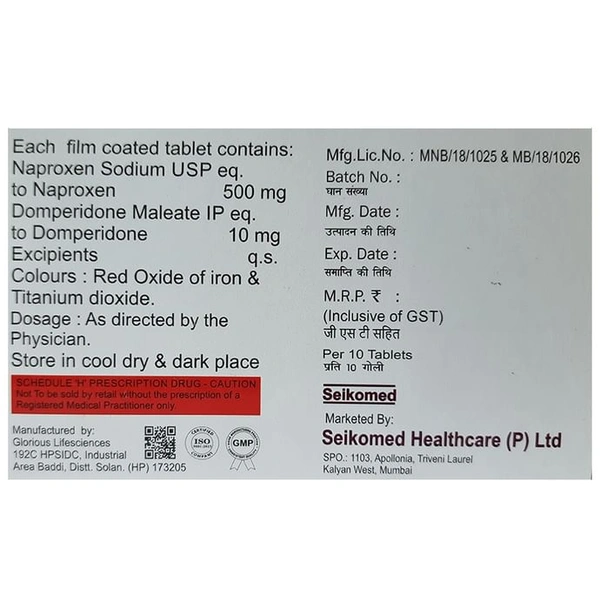 Each film coated tablet contains:
Naproxen Sodium USP eq.
to Naproxen 500 mg
Domperidone Maleate IP eq.
to Domperidone 10 mg
Excipients q.s.
Colours : Red Oxide of iron &
Titanium dioxide.
Dosage : As directed by the
Physician.
Store in cool dry & dark place
SCHEDULE 'H' PRESCRIPTION DRUG - CAUTION
Not To be sold by retail without the prescription of a
Registered Medical Practitioner only.
Manufactured by:
Glorious Lifesciences
192C HPSIDC, Industrial
Area Baddi, Distt. Solan. (HP) 173205
CERTIFIED
ISO
COMPANY
GMP
Mfg.Lic.No. : MNB/18/1025 & MB/18/1026
Batch No. :
घान संख्या
Mfg. Date :
उत्पादन की तिथि
Exp. Date :
समाप्ति की तिथि
M.R.P. ₹ :
(Inclusive of GST)
जी एस टी सहित
Per 10 Tablets
प्रति 10 गोली
Seikomed
Marketed By:
Seikomed Healthcare (P) Ltd
SPO.: 1103, Apollonia, Triveni Laurel
Kalyan West, Mumbai